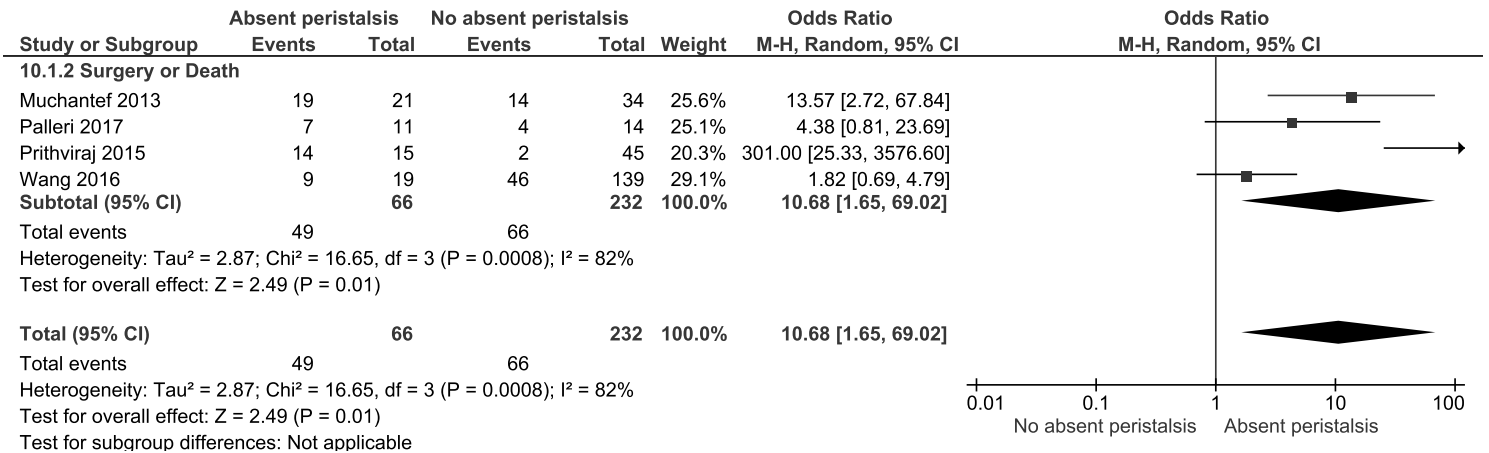 Absent peristalsis No absent peristalsis Odds Ratio Odds Ratio
Study or Subgroup Events Total Events Total Weight M-H, Random, 95% CI M-H, Random, 95% CI
10.1.2 Surgery or Death
Muchantef 2013 19 21 14 34 25.6% 13.57 [2.72, 67.84]
Palleri 2017 7 11 4 14 25.1% 4.38 [0.81, 23.69]
Prithviraj 2015 14 15 2 45 20.3% 301.00 [25.33, 3576.60]
Wang 2016 9 19 46 139 29.1% 1.82 [0.69, 4.79]
Subtotal (95% CI) 66 232 100.0% 10.68 [1.65, 69.02]
Total events 49 66
Heterogeneity: Tau² = 2.87; Chi² = 16.65, df = 3 (P = 0.0008); I² = 82%
Test for overall effect: Z = 2.49 (P = 0.01)
Total (95% CI) 66 232 100.0% 10.68 [1.65, 69.02]
Total events 49 66
Heterogeneity: Tau² = 2.87; Chi² = 16.65, df = 3 (P = 0.0008); I² = 82%
Test for overall effect: Z = 2.49 (P = 0.01)
Test for subgroup differences: Not applicable
0.01 0.1 1 10 100
No absent peristalsis Absent peristalsis